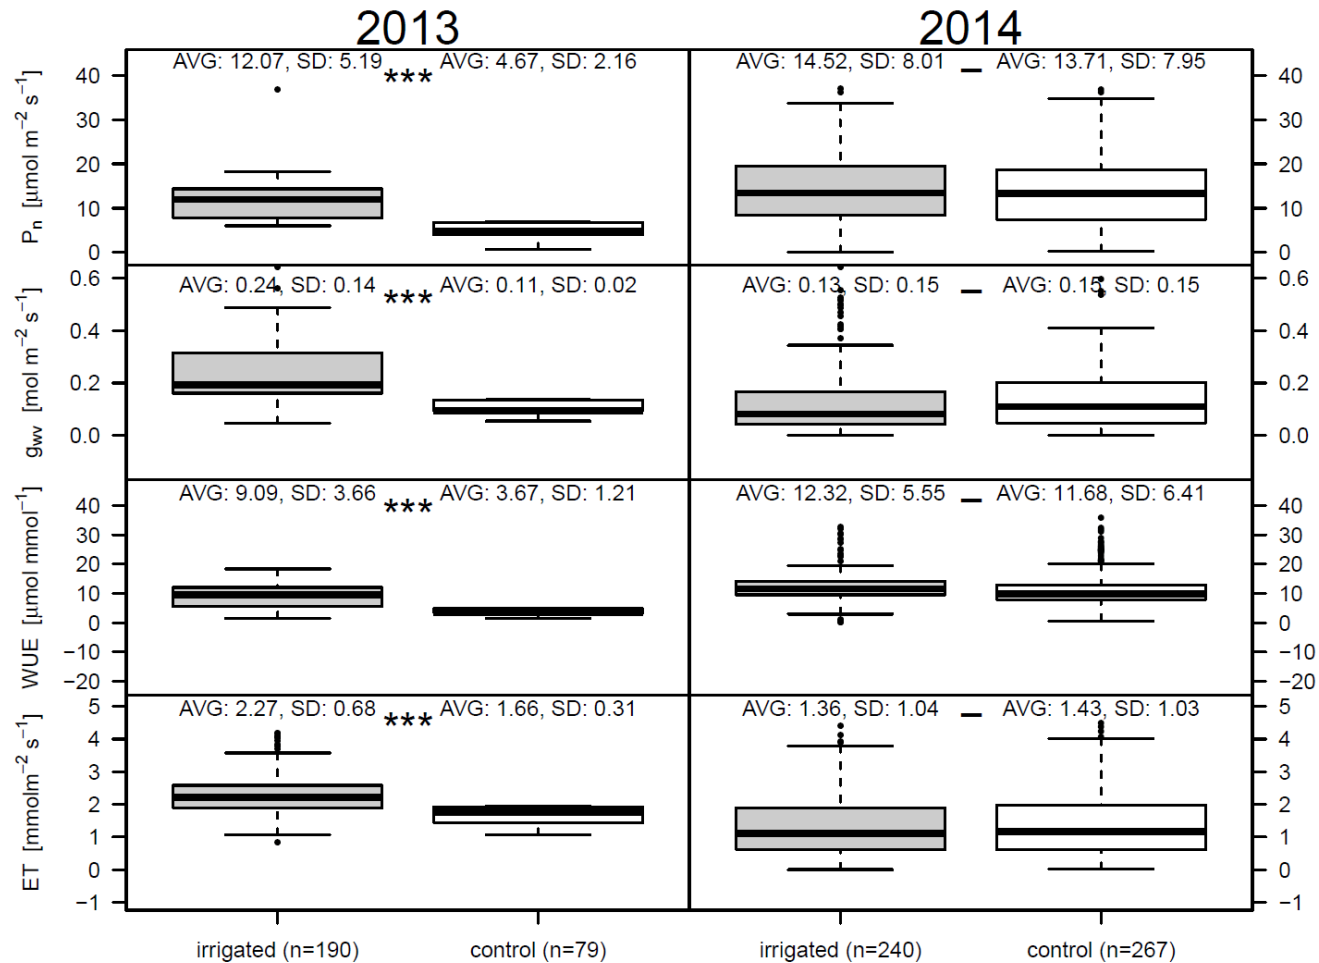 2013 2014
AVG: 12.07, SD: 5.19 *** AVG: 4.67, SD: 2.16 AVG: 14.52, SD: 8.01 – AVG: 13.71, SD: 7.95
Pn [μmol m−2 s−1]
40 40
30 30
20 20
10 10
0 0
AVG: 0.24, SD: 0.14 *** AVG: 0.11, SD: 0.02 AVG: 0.13, SD: 0.15 – AVG: 0.15, SD: 0.15
gwv [mol m−2 s−1]
0.6 0.6
0.4 0.4
0.2 0.2
0.0 0.0
AVG: 9.09, SD: 3.66 *** AVG: 3.67, SD: 1.21 AVG: 12.32, SD: 5.55 – AVG: 11.68, SD: 6.41
WUE [μmol mmol−1]
40 40
30 30
20 20
10 10
0 0
−10 −10
−20 −20
AVG: 2.27, SD: 0.68 *** AVG: 1.66, SD: 0.31 AVG: 1.36, SD: 1.04 – AVG: 1.43, SD: 1.03
ET [mmolm−2 s−1]
5 5
4 4
3 3
2 2
1 1
0 0
−1 −1
irrigated (n=190) control (n=79) irrigated (n=240) control (n=267)